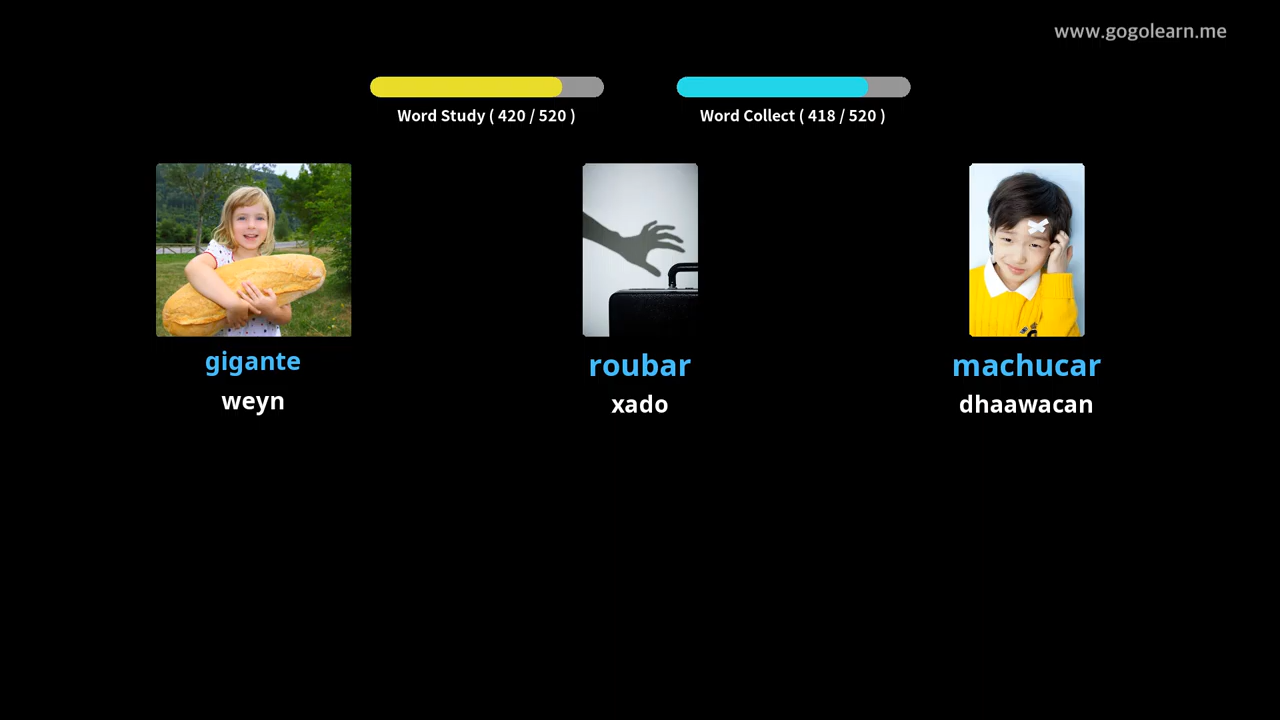 www.gogolearn.me
Word Study ( 420 / 520 )
Word Collect ( 418 / 520 )
gigante
weyn
roubar
xado
machucar
dhaawacan